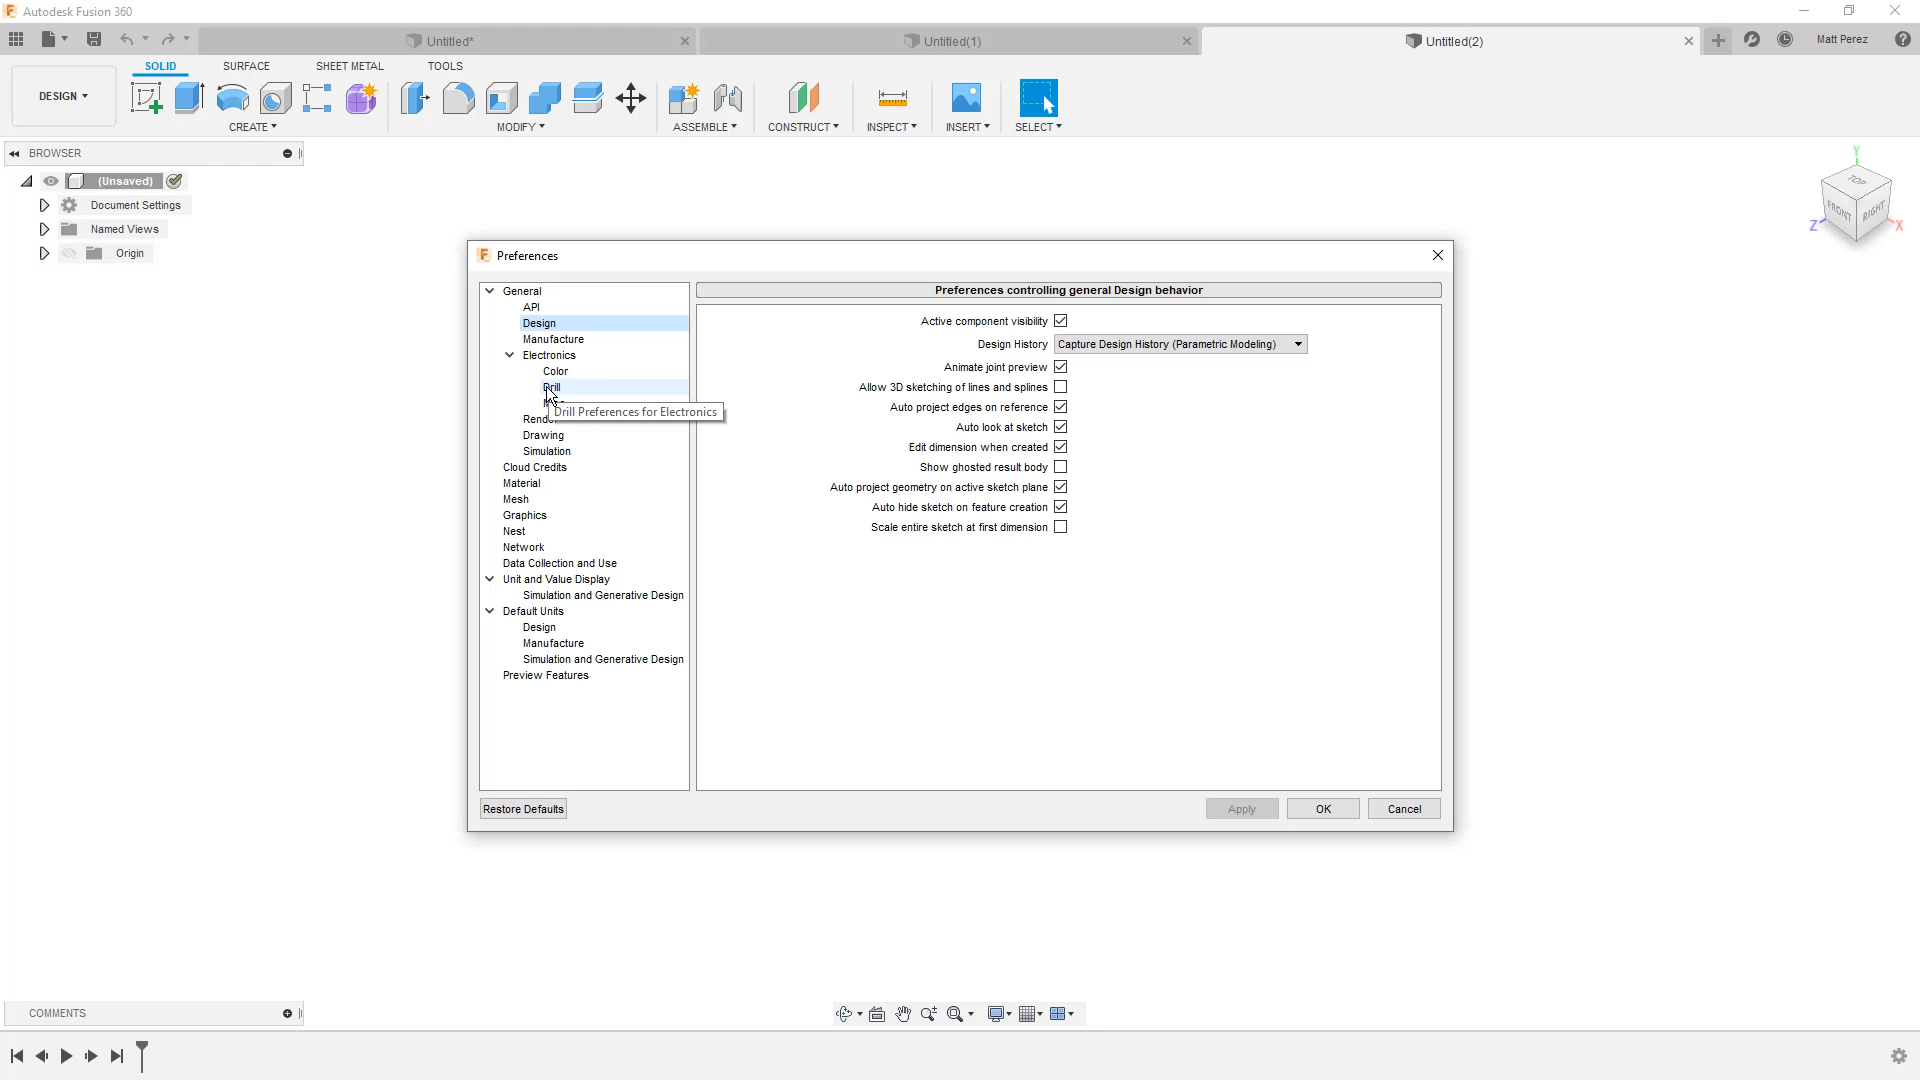 Autodesk Fusion 360
Untitled*
Untitled(1)
Untitled(2)
Matt Perez
SOLID
SURFACE
SHEET METAL
TOOLS
DESIGN
CREATE
MODIFY
ASSEMBLE
CONSTRUCT
INSPECT
INSERT
SELECT
BROWSER
(Unsaved)
Document Settings
Named Views
Origin
Y
TOP
FRONT
RIGHT
Z
X
Preferences
General
API
Design
Manufacture
Electronics
Color
Drill
Drill Preferences for Electronics
Drawing
Simulation
Cloud Credits
Material
Mesh
Graphics
Nest
Network
Data Collection and Use
Unit and Value Display
Simulation and Generative Design
Default Units
Design
Manufacture
Simulation and Generative Design
Preview Features
Preferences controlling general Design behavior
Active component visibility
Design History Capture Design History (Parametric Modeling)
Animate joint preview
Allow 3D sketching of lines and splines
Auto project edges on reference
Auto look at sketch
Edit dimension when created
Show ghosted result body
Auto project geometry on active sketch plane
Auto hide sketch on feature creation
Scale entire sketch at first dimension
Restore Defaults
Apply
OK
Cancel
COMMENTS